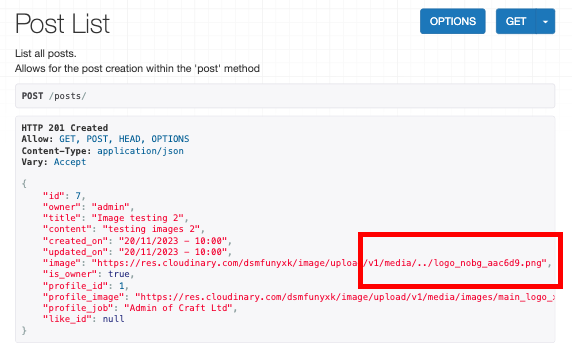 Post List
OPTIONS
GET
List all posts.
Allows for the post creation within the 'post' method
POST /posts/
HTTP 201 Created
Allow: GET, POST, HEAD, OPTIONS
Content-Type: application/json
Vary: Accept
{
"id": 7,
"owner": "admin",
"title": "Image testing 2",
"content": "testing images 2",
"created_on": "20/11/2023 - 10:00",
"updated_on": "20/11/2023 - 10:00",
"image": "https://res.cloudinary.com/dsmfunyxk/image/upload/v1/media/../logo_nobg_aac6d9.png",
"is_owner": true,
"profile_id": 1,
"profile_image": "https://res.cloudinary.com/dsmfunyxk/image/upload/v1/media/images/main_logo_x
"profile_job": "Admin of Craft Ltd",
"like_id": null
}